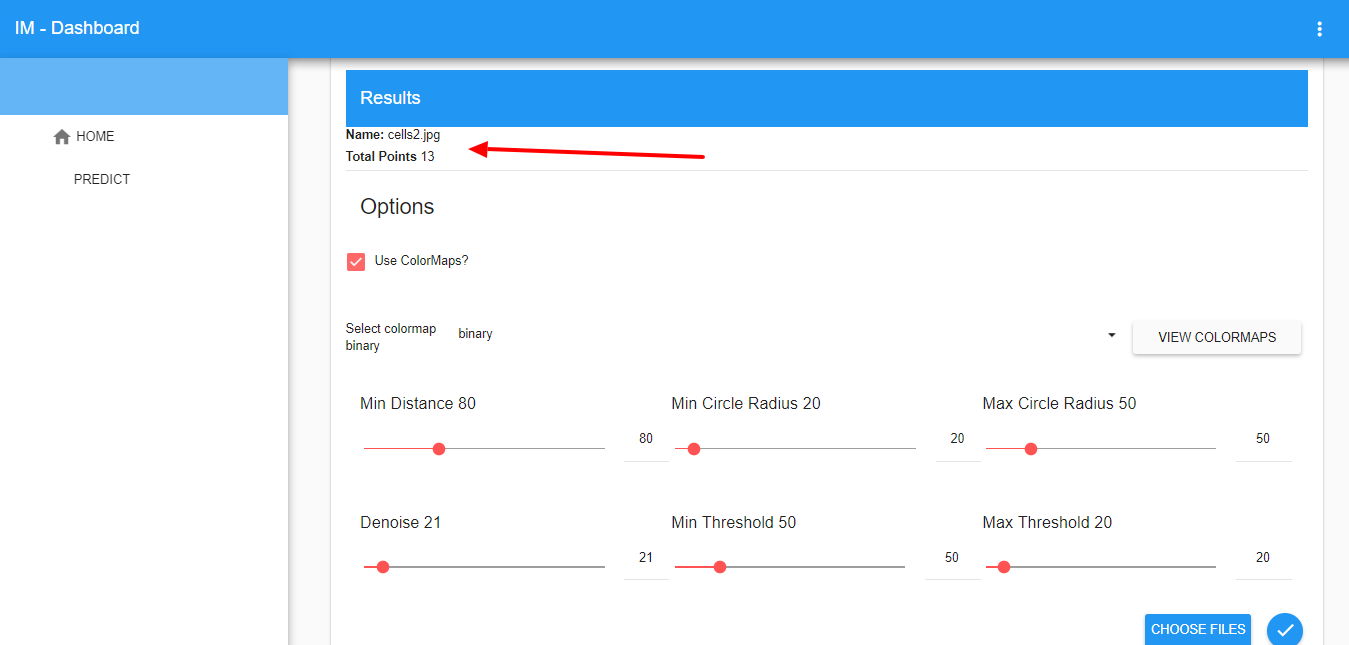 IM - Dashboard
HOME
PREDICT
Results
Name: cells2.jpg
Total Points 13
Options
Use ColorMaps?
Select colormap
binary
binary
VIEW COLORMAPS
Min Distance 80
80
Min Circle Radius 20
20
Max Circle Radius 50
50
Denoise 21
21
Min Threshold 50
50
Max Threshold 20
20
CHOOSE FILES